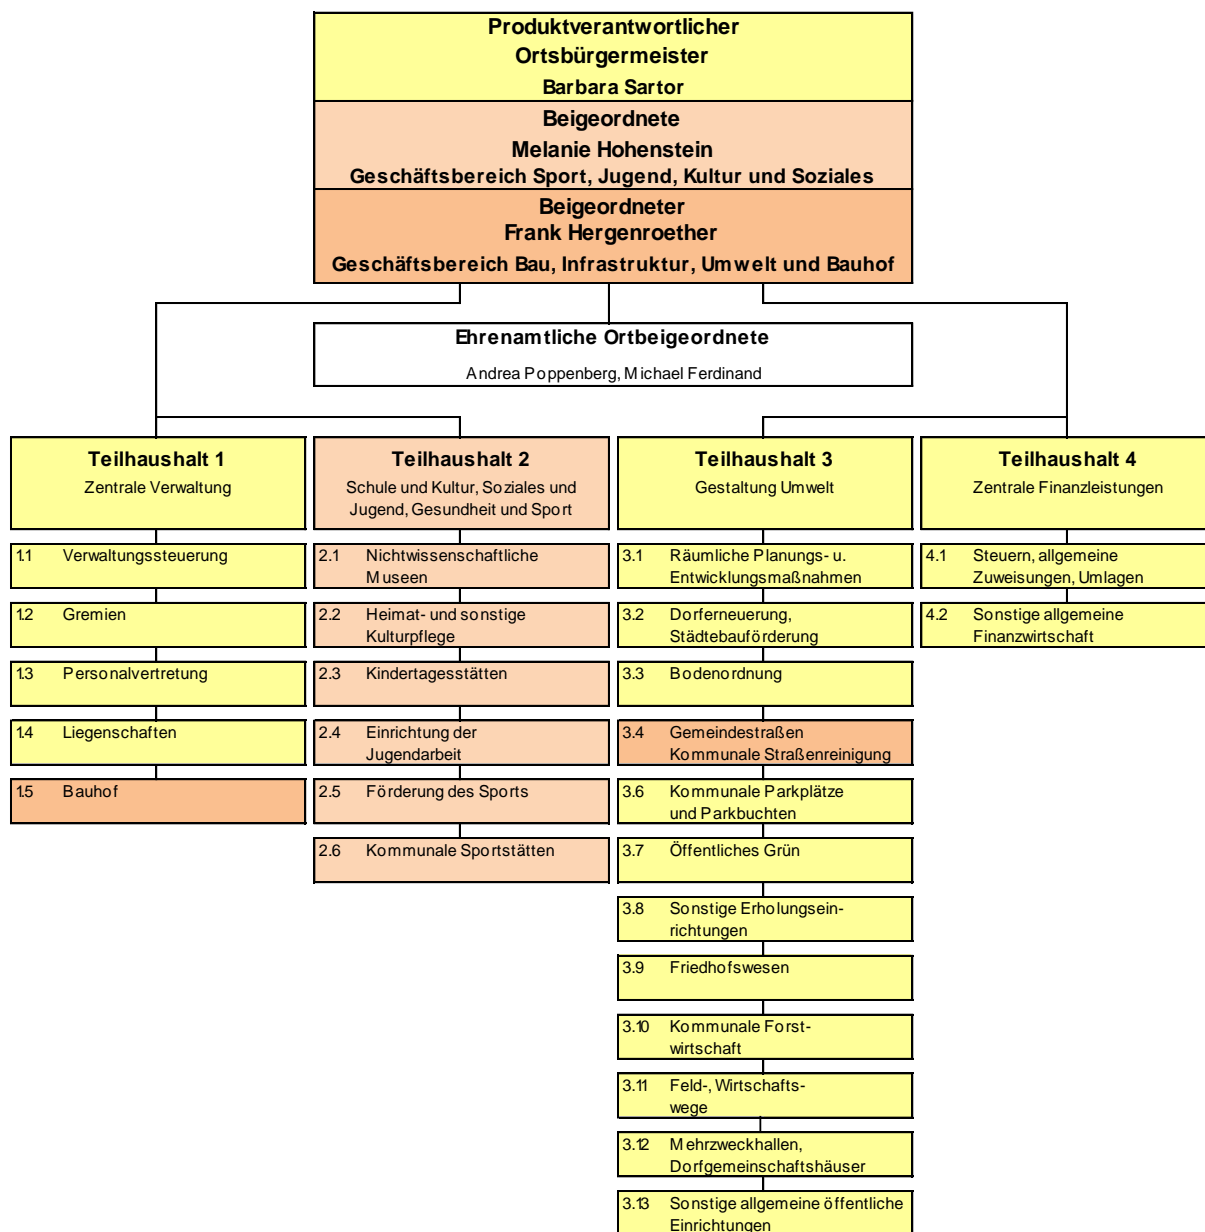 Produktverantwortlicher
Ortsbürgermeister
Barbara Sartor
Beigeordnete
Melanie Hohenstein
Geschäftsbereich Sport, Jugend, Kultur und Soziales
Beigeordneter
Frank Hergenroether
Geschäftsbereich Bau, Infrastruktur, Umwelt und Bauhof
Ehrenamtliche Ortbeigeordnete
Andrea Poppenberg, Michael Ferdinand
Teilhaushalt 1
Zentrale Verwaltung
1.1 Verwaltungssteuerung
1.2 Gremien
1.3 Personalvertretung
1.4 Liegenschaften
1.5 Bauhof
Teilhaushalt 2
Schule und Kultur, Soziales und
Jugend, Gesundheit und Sport
2.1 Nichtwissenschaftliche
Museen
2.2 Heimat- und sonstige
Kulturpflege
2.3 Kindertagesstätten
2.4 Einrichtung der
Jugendarbeit
2.5 Förderung des Sports
2.6 Kommunale Sportstätten
Teilhaushalt 3
Gestaltung Umwelt
3.1 Räumliche Planungs- u.
Entwicklungsmaßnahmen
3.2 Dorferneuerung,
Städtebauförderung
3.3 Bodenordnung
3.4 Gemeindestraßen
Kommunale Straßenreinigung
3.6 Kommunale Parkplätze
und Parkbuchten
3.7 Öffentliches Grün
3.8 Sonstige Erholungsein-
richtungen
3.9 Friedhofswesen
3.10 Kommunale Forst-
wirtschaft
3.11 Feld-, Wirtschafts-
wege
3.12 Mehrzweckhallen,
Dorfgemeinschaftshäuser
3.13 Sonstige allgemeine öffentliche
Einrichtungen
Teilhaushalt 4
Zentrale Finanzleistungen
4.1 Steuern, allgemeine
Zuweisungen, Umlagen
4.2 Sonstige allgemeine
Finanzwirtschaft